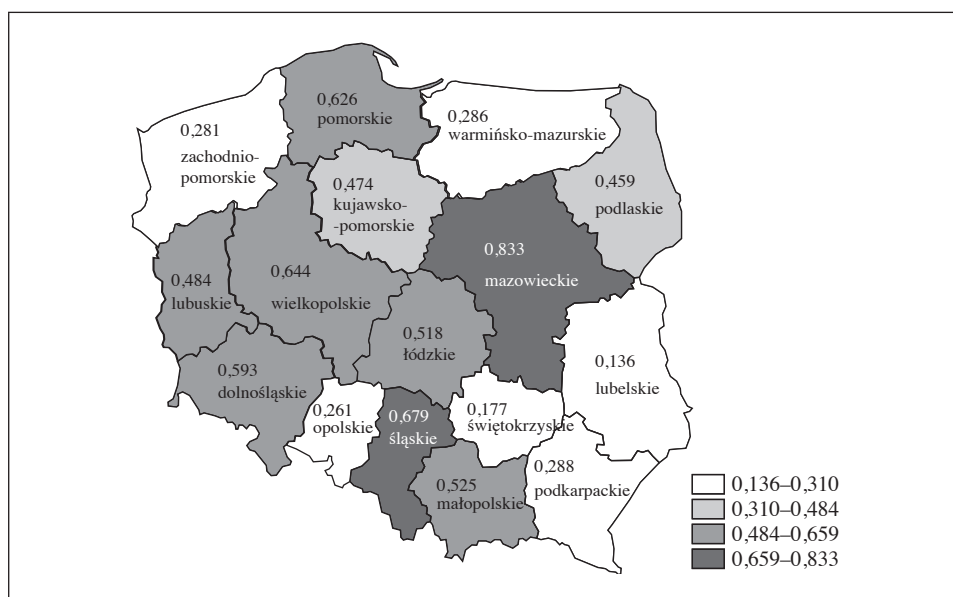 0,626
pomorskie
0,286
warmińsko-mazurskie
0,281
zachodnio-
pomorskie
0,474
kujawsko-
-pomorskie
0,459
podlaskie
0,833
mazowieckie
0,484
lubuskie
0,644
wielkopolskie
0,518
łódzkie
0,136
lubelskie
0,593
dolnośląskie
0,261
opolskie
0,679
śląskie
0,177
świętokrzyskie
0,525
małopolskie
0,288
podkarpackie
0,136–0,310
0,310–0,484
0,484–0,659
0,659–0,833